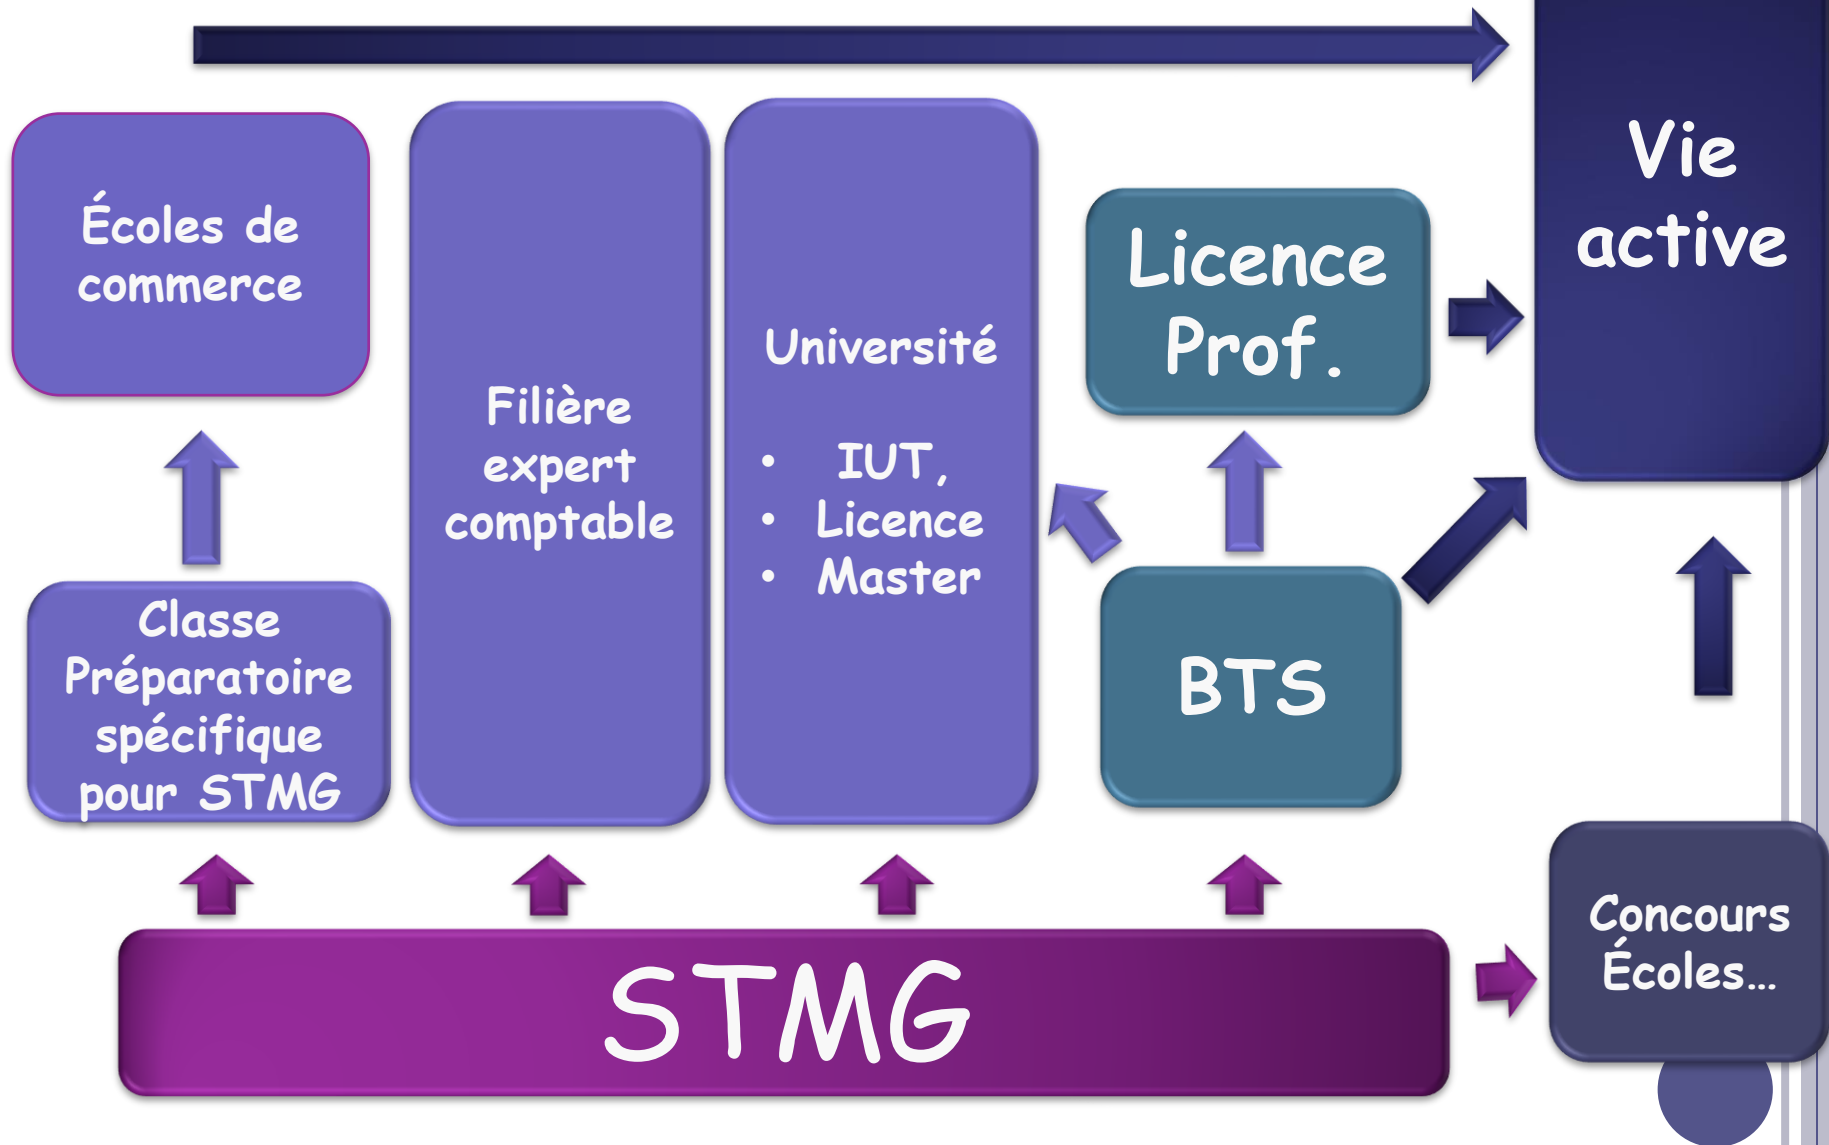 Vie
active
Écoles de
commerce
Filière
expert
comptable
Université
• IUT,
• Licence
• Master
Licence
Prof.
Classe
Préparatoire
spécifique
pour STMG
BTS
Concours
Écoles...
STMG